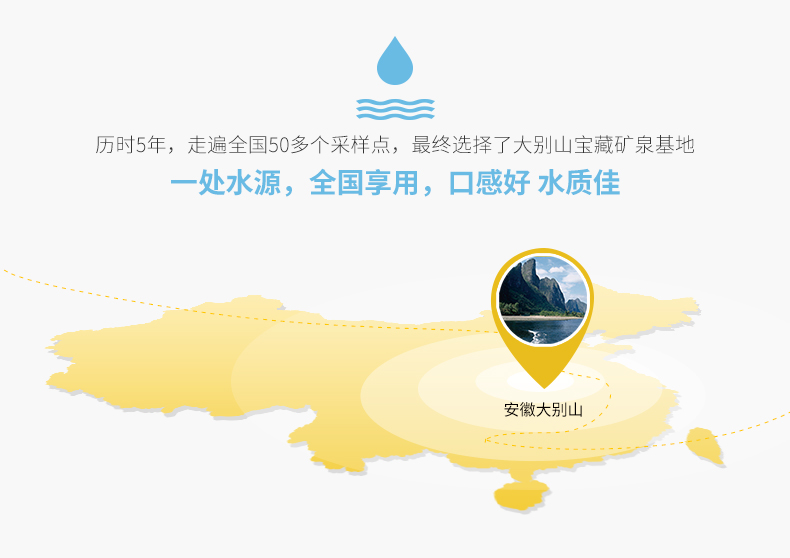 历时5年，走遍全国50多个采样点，最终选择了大别山宝藏矿泉基地
一处水源，全国享用，口感好 水质佳
安徽大别山